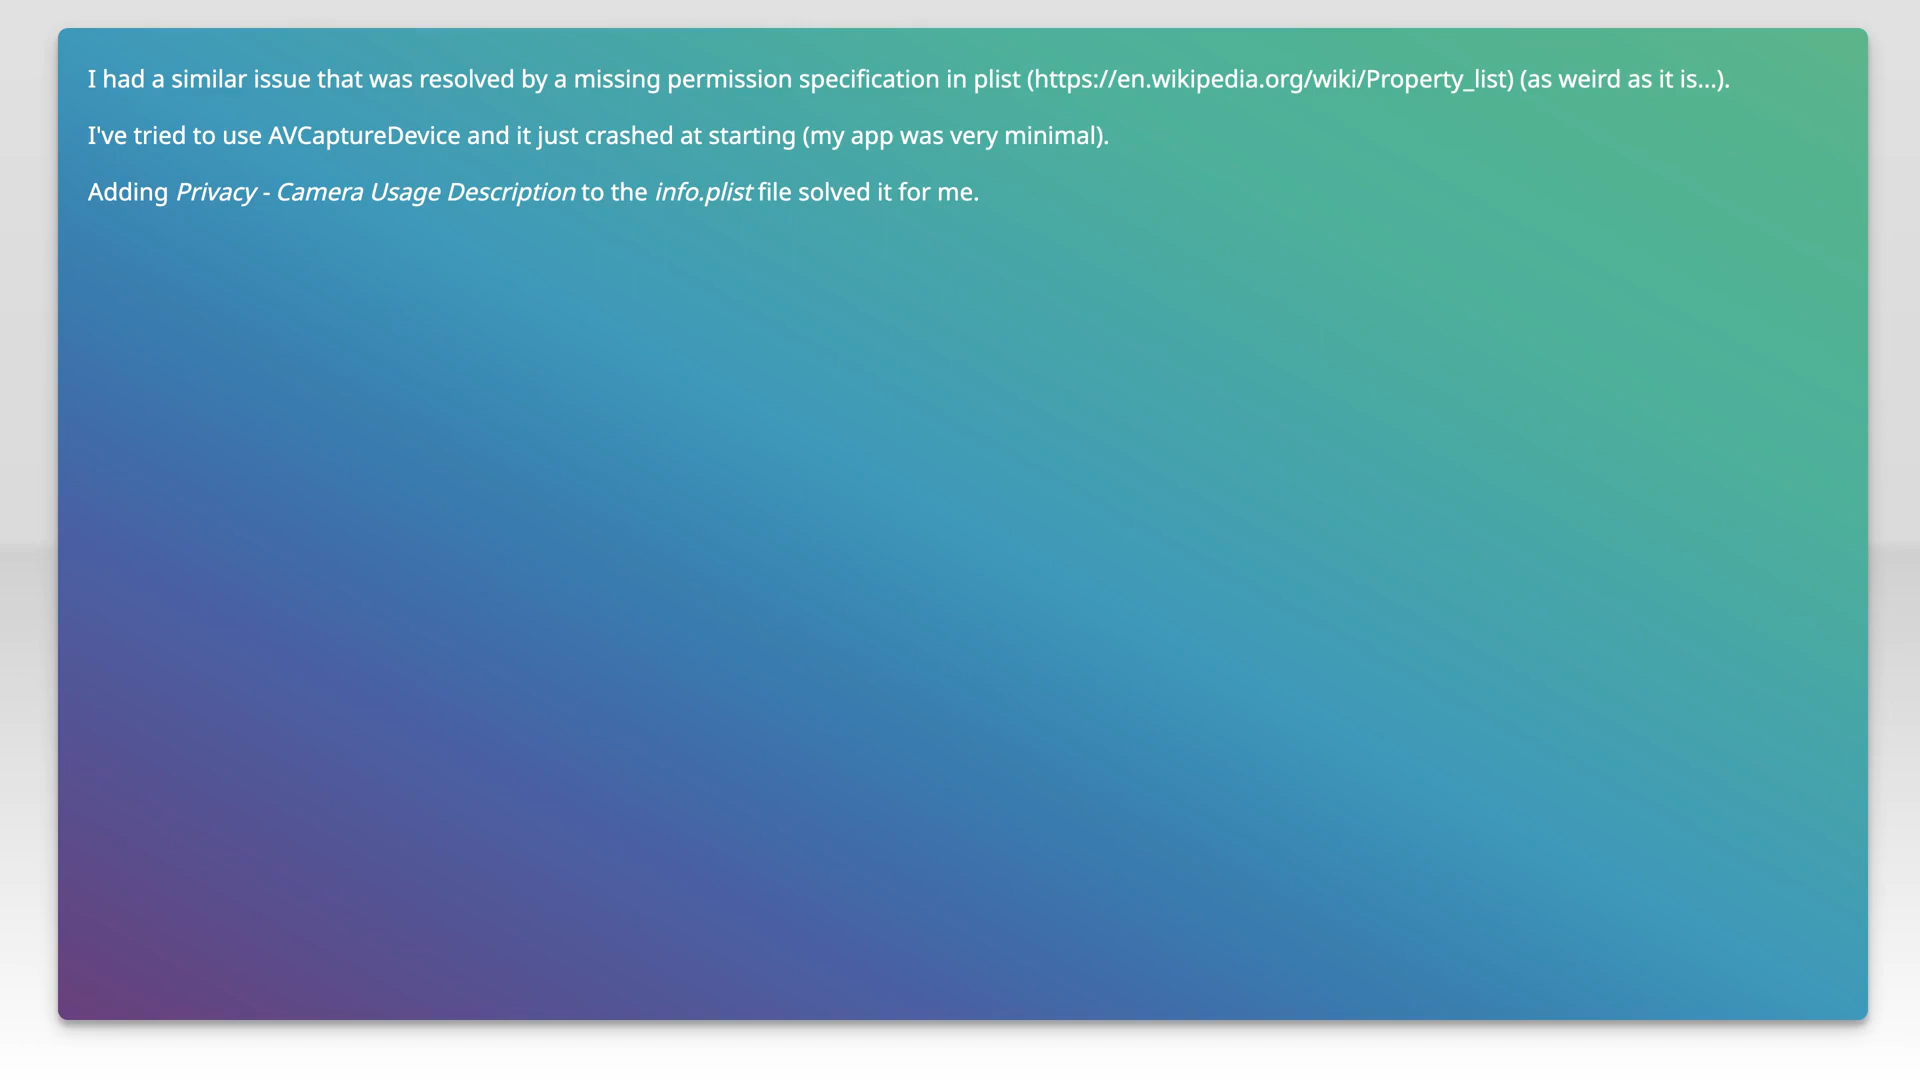 I had a similar issue that was resolved by a missing permission specification in plist (https://en.wikipedia.org/wiki/Property_list) (as weird as it is...).
I've tried to use AVCaptureDevice and it just crashed at starting (my app was very minimal).
Adding Privacy - Camera Usage Description to the info.plist file solved it for me.